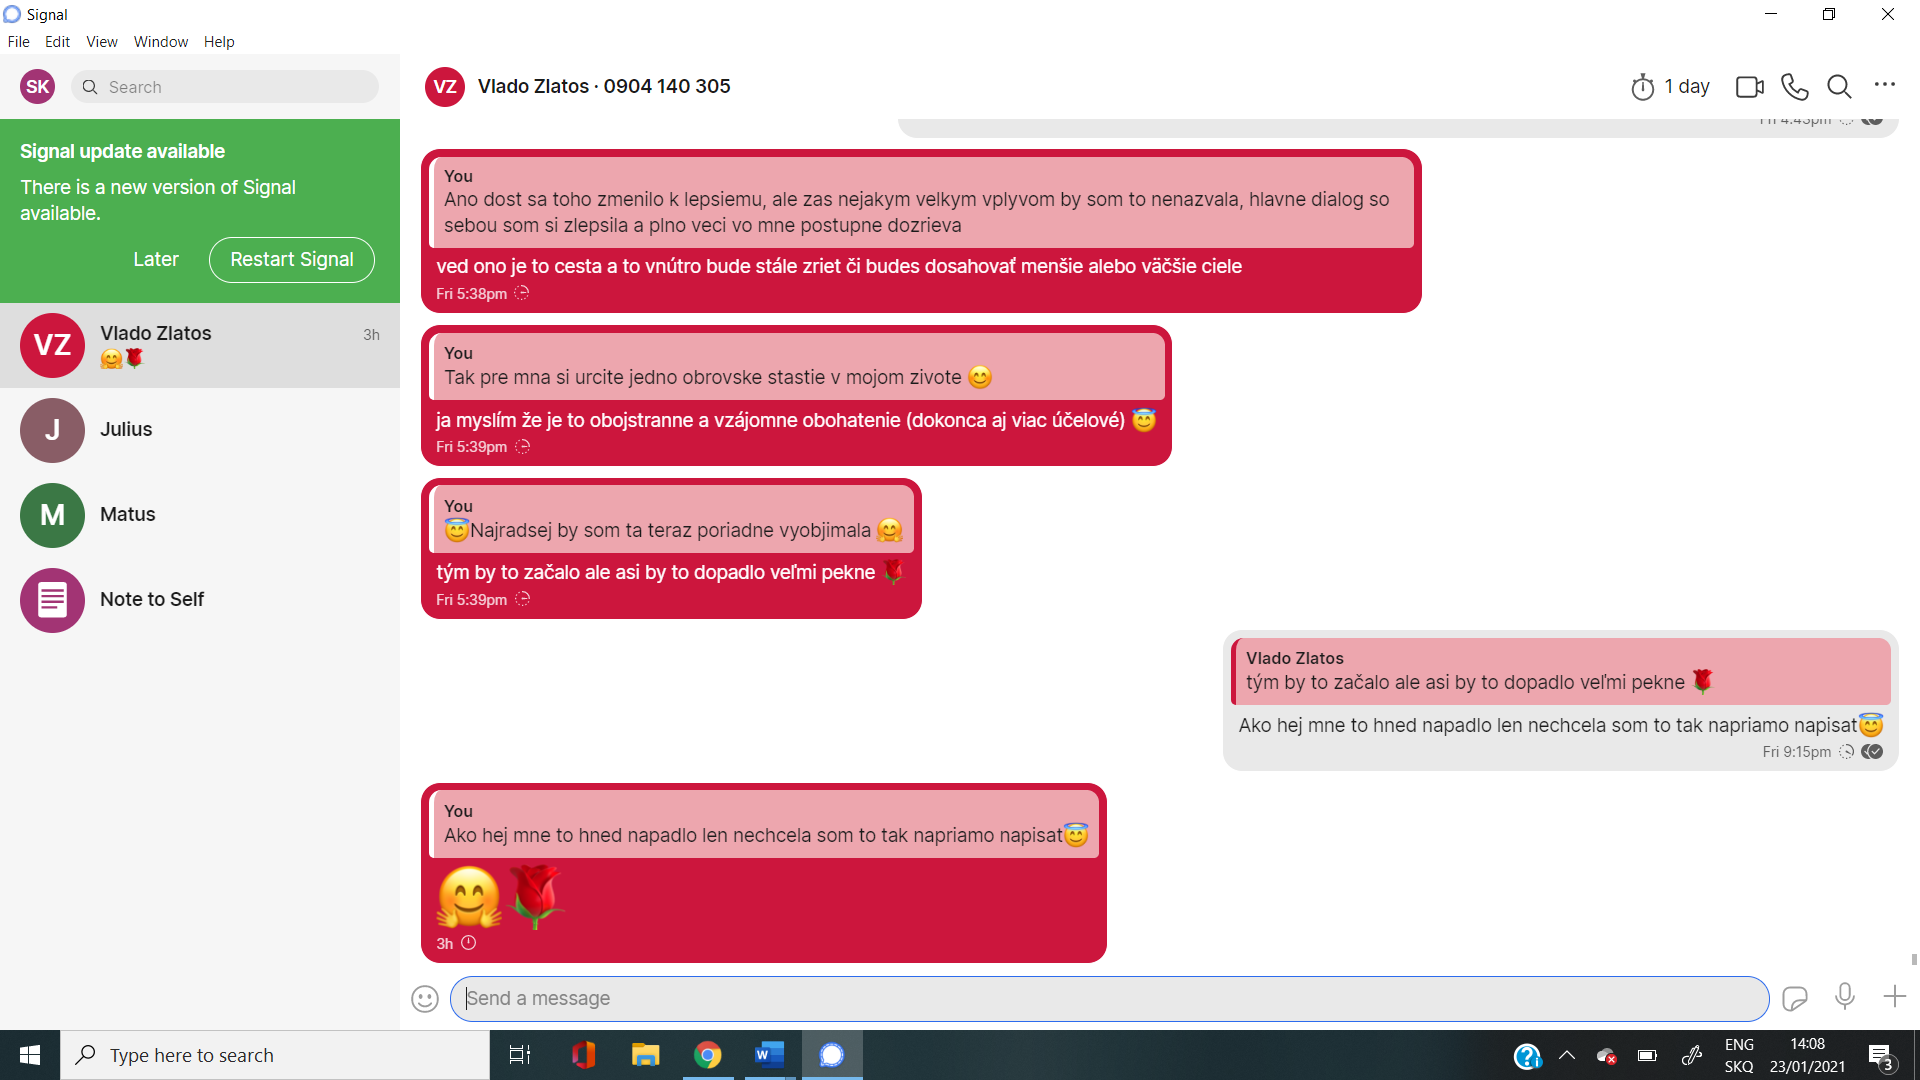 Signal
File Edit View Window Help
SK Search
VZ Vlado Zlatos · 0904 140 305
1 day
Signal update available
There is a new version of Signal
available.
Later Restart Signal
VZ Vlado Zlatos 3h
🤗🌹
J Julius
M Matus
Note to Self
Fri 4:43pm
You
Ano dost sa toho zmenilo k lepsiemu, ale zas nejakym velkym vplyvom by som to nenazvala, hlavne dialog so
sebou som si zlepsila a plno veci vo mne postupne dozrieva
ved ono je to cesta a to vnútro bude stále zriet či budes dosahovať menšie alebo väčšie ciele
Fri 5:38pm
You
Tak pre mna si urcite jedno obrovske stastie v mojom zivote 😊
ja myslím že je to obojstranne a vzájomne obohatenie (dokonca aj viac účelové) 😇
Fri 5:39pm
You
😇Najradsej by som ta teraz poriadne vyobjimala 🤗
tým by to začalo ale asi by to dopadlo veľmi pekne 🌹
Fri 5:39pm
Vlado Zlatos
tým by to začalo ale asi by to dopadlo veľmi pekne 🌹
Ako hej mne to hned napadlo len nechcela som to tak napriamo napisat😇
Fri 9:15pm
You
Ako hej mne to hned napadlo len nechcela som to tak napriamo napisat😇
🤗🌹
3h
Send a message
Type here to search
ENG
SKQ
14:08
23/01/2021
3